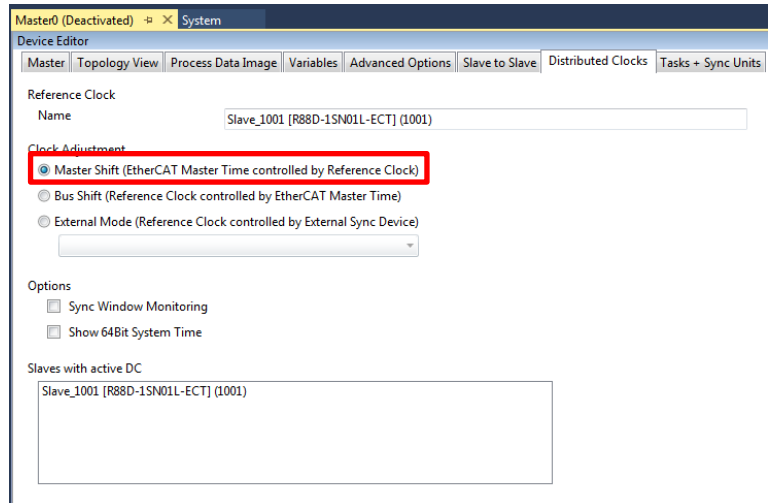 Master0 (Deactivated) System
Device Editor
Master Topology View Process Data Image Variables Advanced Options Slave to Slave Distributed Clocks Tasks + Sync Units
Reference Clock
Name Slave_1001 [R88D-1SN01L-ECT] (1001)
Clock Adjustment
Master Shift (EtherCAT Master Time controlled by Reference Clock)
Bus Shift (Reference Clock controlled by EtherCAT Master Time)
External Mode (Reference Clock controlled by External Sync Device)
Options
Sync Window Monitoring
Show 64Bit System Time
Slaves with active DC
Slave_1001 [R88D-1SN01L-ECT] (1001)